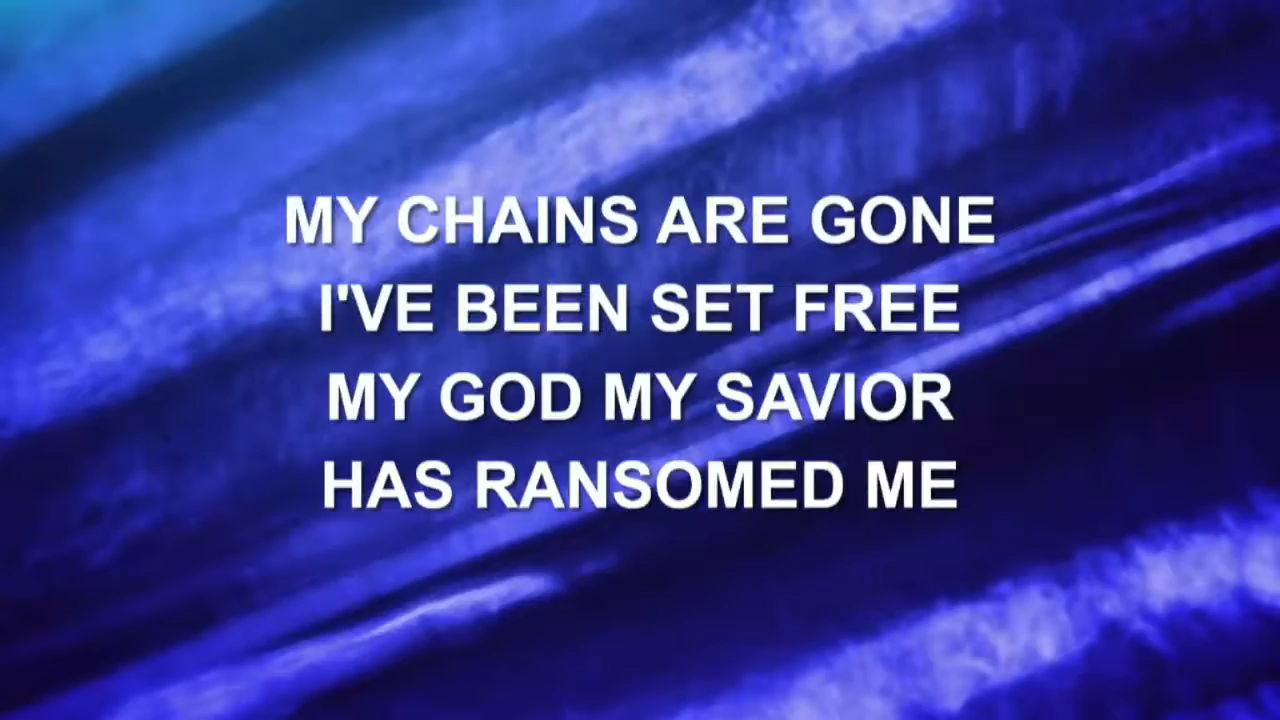 MY CHAINS ARE GONE
I'VE BEEN SET FREE
MY GOD MY SAVIOR
HAS RANSOMED ME